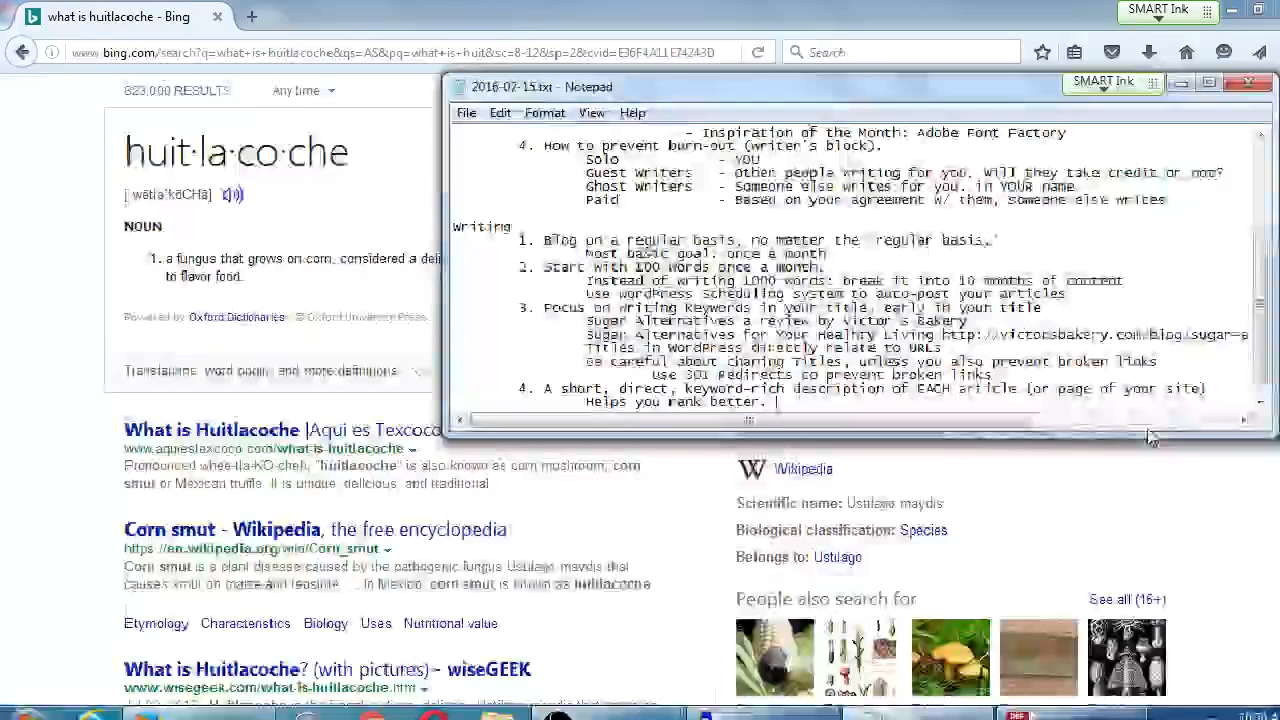 what is huitlacoche - Bing
SMART Ink
www.bing.com/search?q=what+is+huitlacoche&qs=AS&pq=what+is+huit&sc=8-12&sp=2&cvid=
Search
823,000 RESULTS
Any time
huit·la·co·che
NOUN
1. a fungus that grows on corn, considered a
to flavor food.
Powered by Oxford Dictionaries · © Oxford University Press
Translations, word origin, and more definitions
What is Huitlacoche |Aqui es Texcoco
www.aquiestexcoco.com/what-is-huitlacoche
Pronounced whee-tla-KO-cheh, "huitlacoche" is also known as corn mushroom, corn
smut or Mexican truffle. It is unique, delicious, and traditional
Corn smut - Wikipedia, the free encyclopedia
https://en.wikipedia.org/wiki/Corn_smut
Corn smut is a plant disease caused by the pathogenic fungus Ustilago maydis that
causes smut on maize and teosinte. ... In Mexico, corn smut is known as huitlacoche
Etymology Characteristics Biology Uses Nutritional value
What is Huitlacoche? (with pictures) - wiseGEEK
www.wisegeek.com/what-is-huitlacoche.htm
2016-07-15.txt - Notepad
SMART Ink
File Edit Format View Help
- Inspiration of the Month: Adobe Font Factory
4. How to prevent burn-out (writer's block).
Solo - YOU
Guest Writers - Other people writing for you. Will they take credit or not?
Ghost Writers - Someone else writes for you, in YOUR name
Paid - Based on your agreement w/ them, someone else writes
Writing
1. Blog on a regular basis, no matter the "regular basis."
Most basic goal: once a month
2. Start with 100 words once a month.
Instead of writing 1000 words: break it into 10 months of content
Use WordPress Scheduling system to auto-post your articles
3. Focus on writing keywords in your title, early in your title
Sugar Alternatives a review by Victor's Bakery
Sugar Alternatives for Your Healthy Living http://victorsbakery.com/blog/sugar-a
Titles in WordPress directly relate to URLs
Be careful about chaning Titles, unless you also prevent broken links
Use 301 Redirects to prevent broken links
4. A short, direct, keyword-rich description of EACH article (or page of your site)
Helps you rank better.
Wikipedia
Scientific name: Ustilago maydis
Biological classification: Species
Belongs to: Ustilago
People also search for
See all (16+)